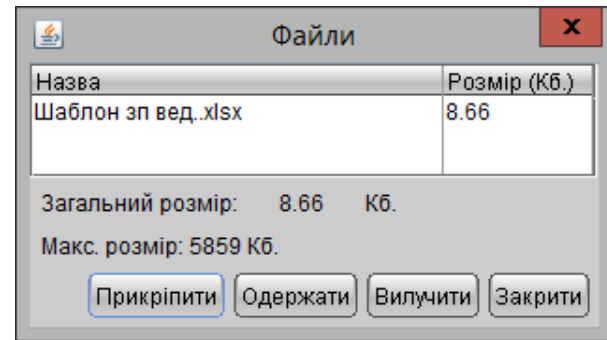 Файли
Назва Розмір (Кб.)
Шаблон зп вед..xlsx 8.66
Загальний розмір: 8.66 Кб.
Макс. розмір: 5859 Кб.
Прикріпити Одержати Вилучити Закрити